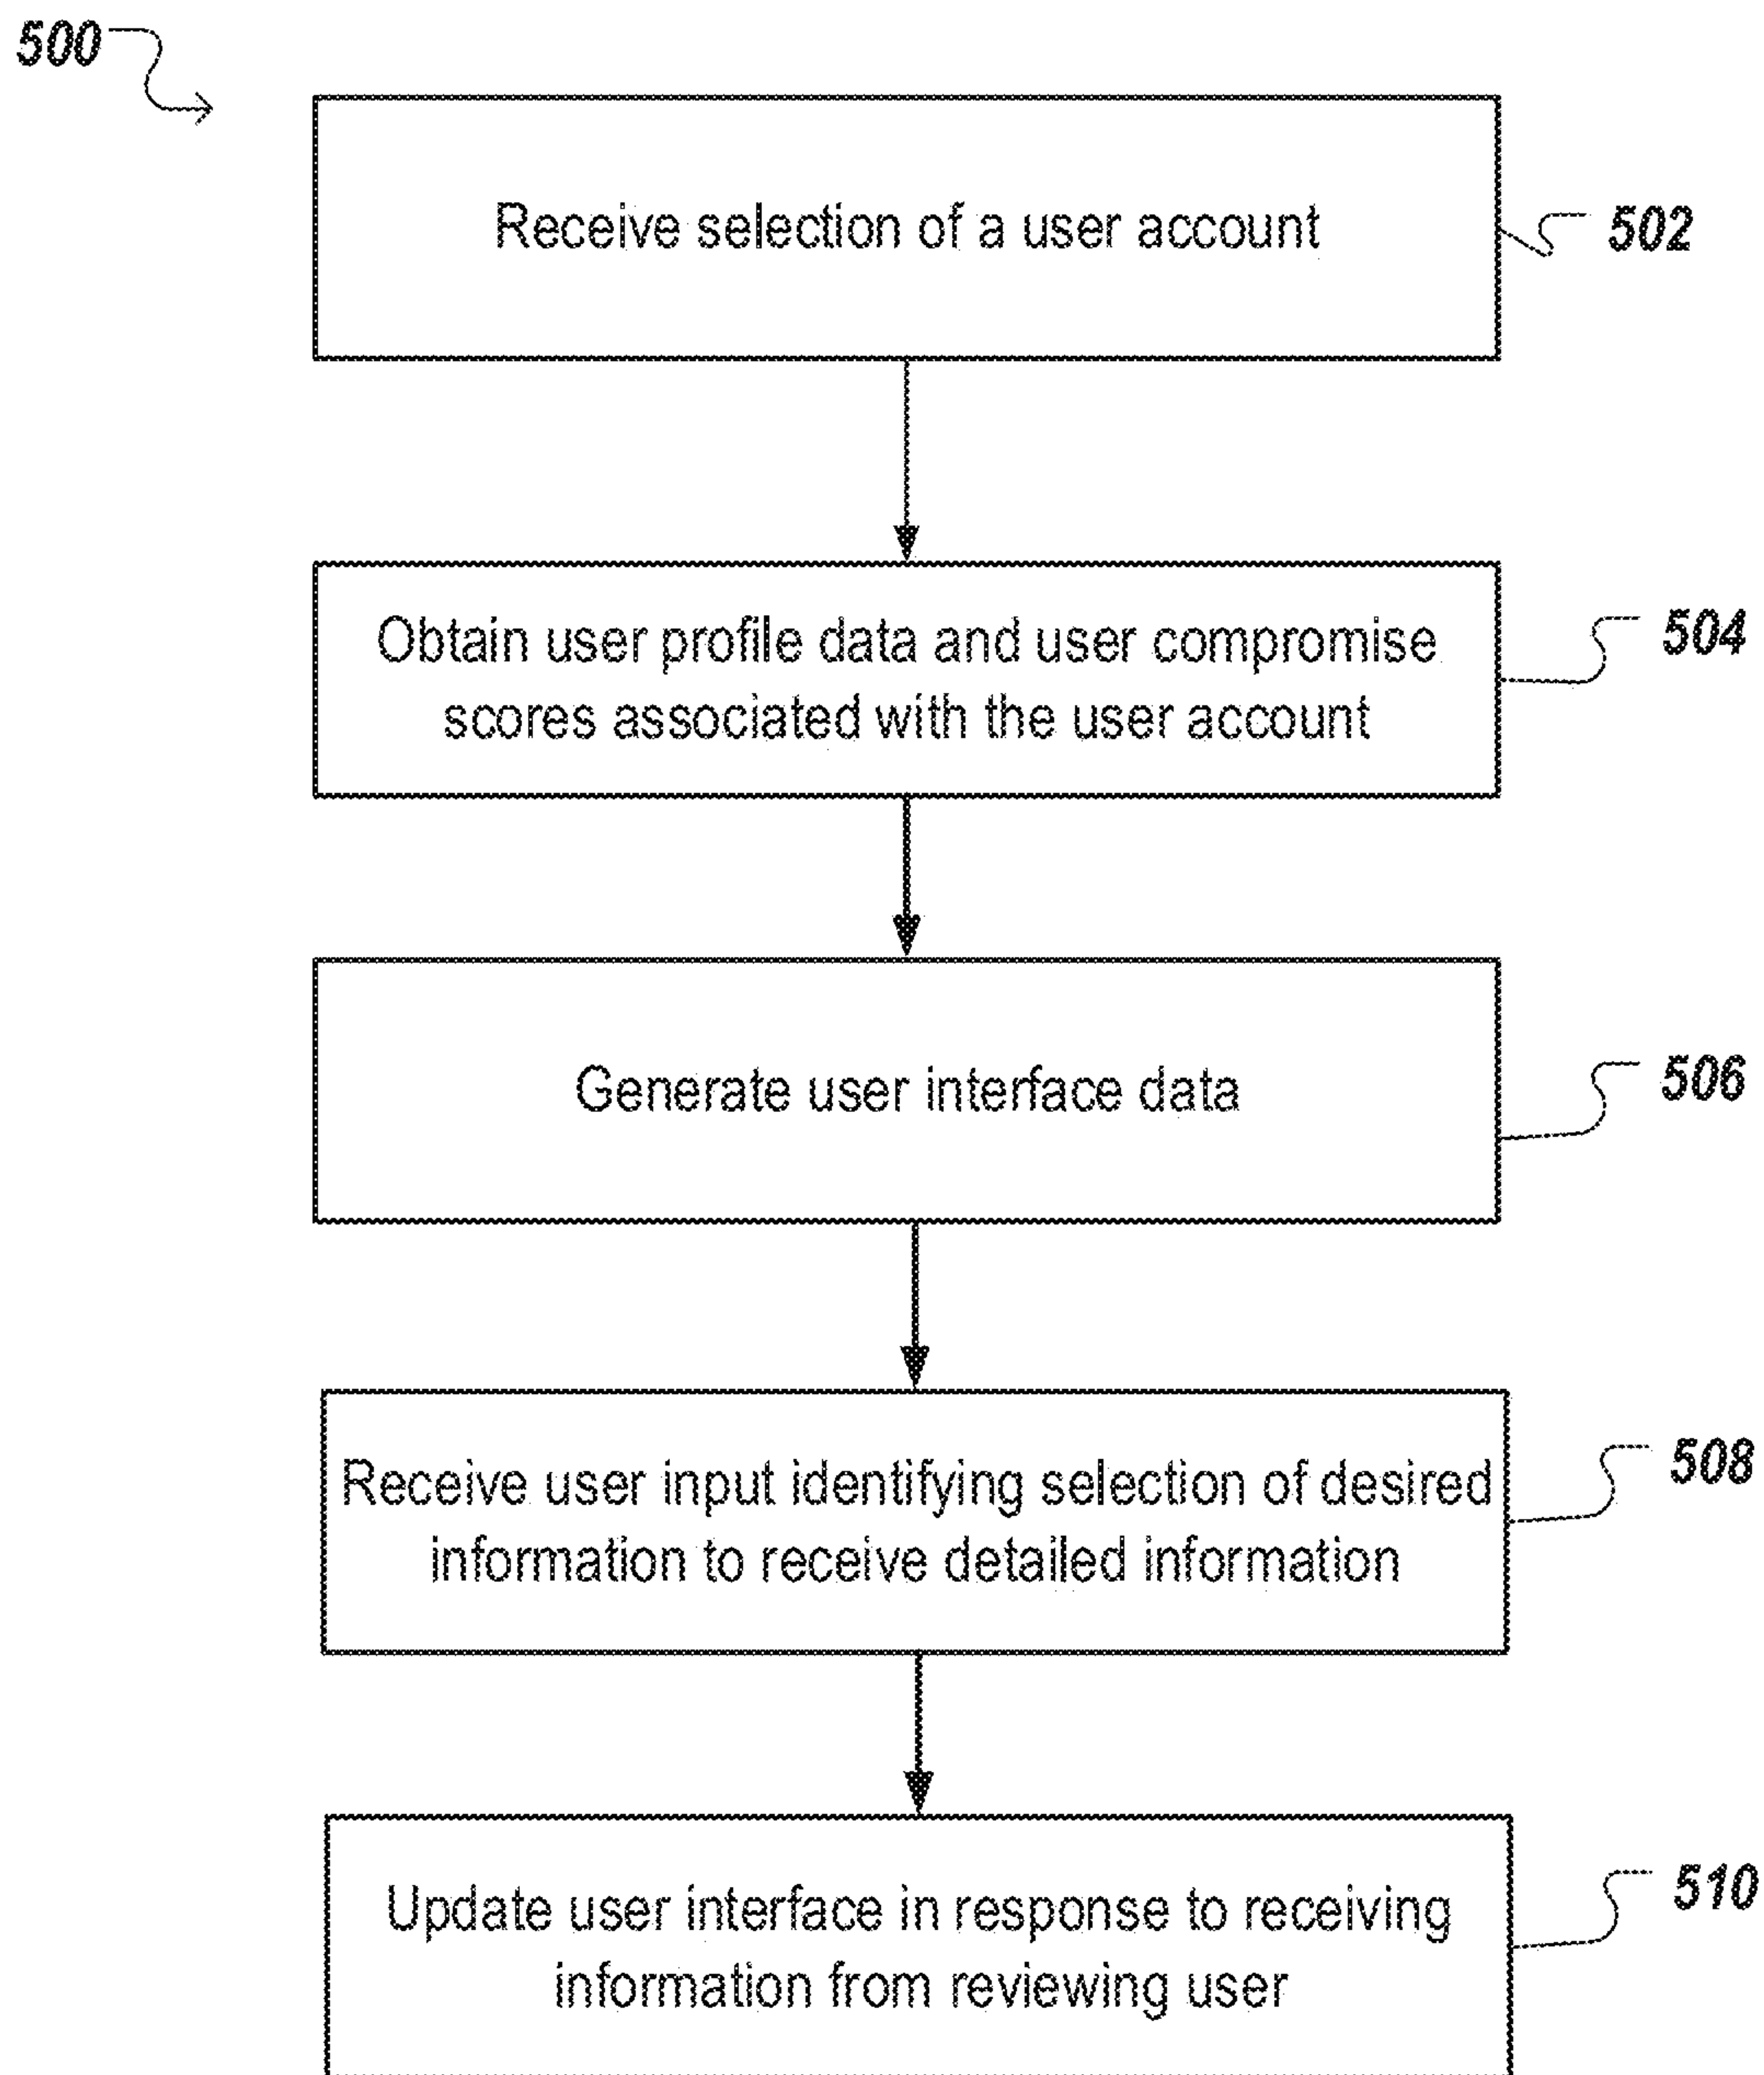 500
Receive selection of a user account
502
Obtain user profile data and user compromise
scores associated with the user account
504
Generate user interface data
506
Receive user input identifying selection of desired
information to receive detailed information
508
Update user interface in response to receiving
information from reviewing user
510